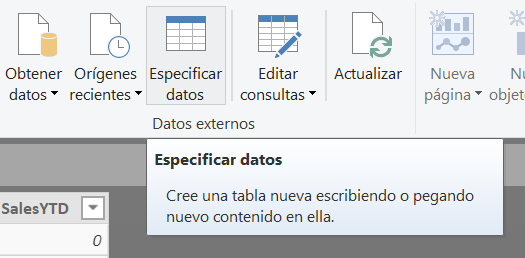 Obtener datos
Orígenes recientes
Especificar datos
Editar consultas
Actualizar
Nueva página
Datos externos
Especificar datos
Cree una tabla nueva escribiendo o pegando
nuevo contenido en ella.
SalesYTD
0